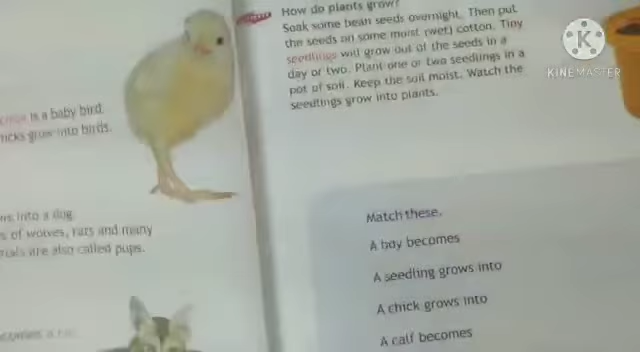 is a baby bird.
grow into birds.
into a dog.
of wolves, rats and many
are also called pups.
How do plants grow?
Soak some bean seeds overnight. Then put
the seeds on some moist (wet) cotton. Tiny
seedlings will grow out of the seeds in a
day or two. Plant one or two seedlings in a
pot of soil. Keep the soil moist. Watch the
seedlings grow into plants.
Match these.
A boy becomes
A seedling grows into
A chick grows into
A calf becomes
KINEMASTER